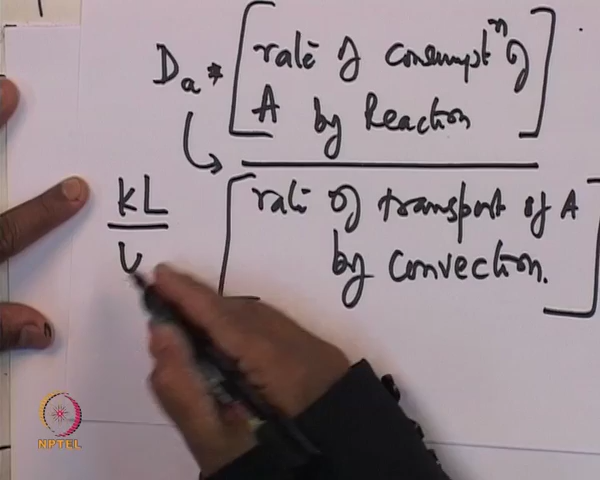 Da * [rate of consumptn of
A by Reaction]
[rate of transport of A
by convection.]
kL
U
NPTEL